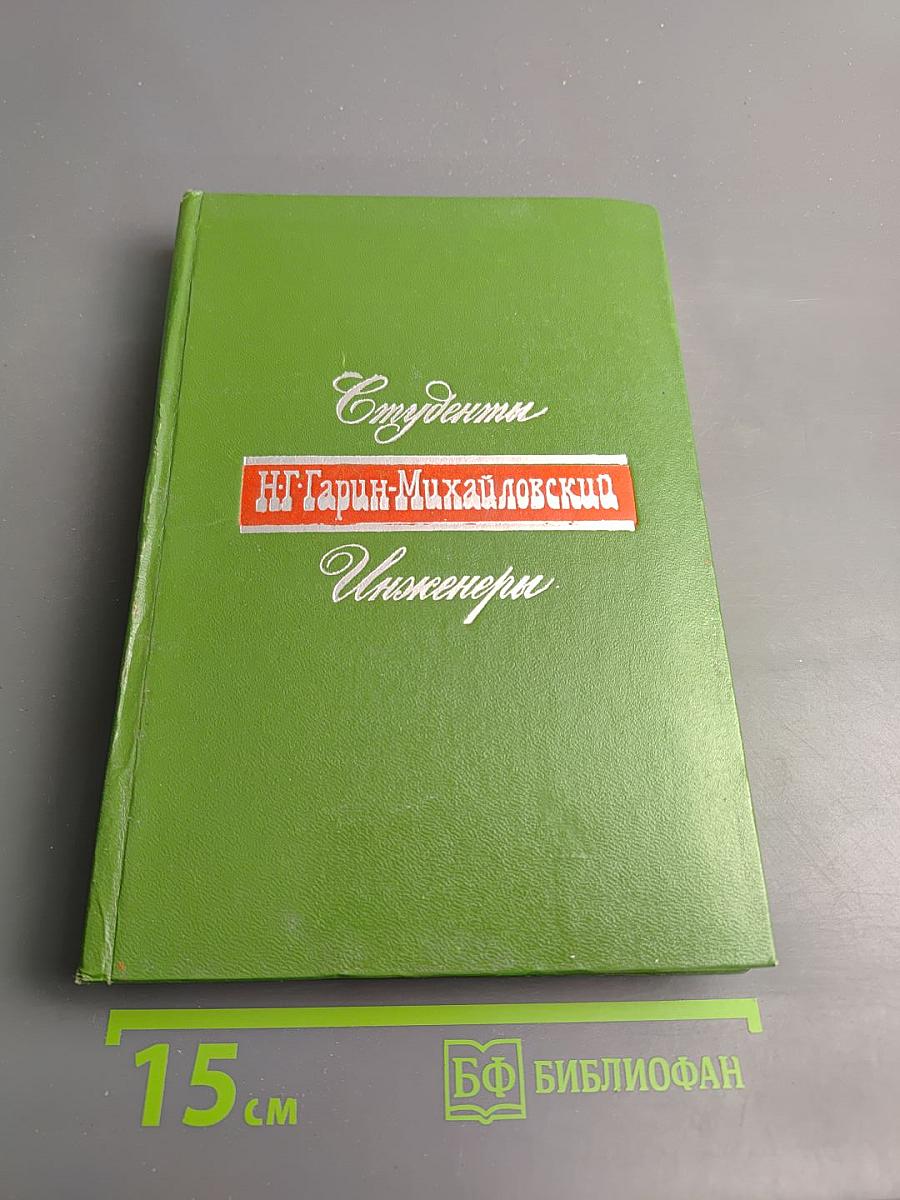 Студенты
Н·Г·Гарин-Михайловский
Инженеры
15 см
БФ БИБЛИОФАН